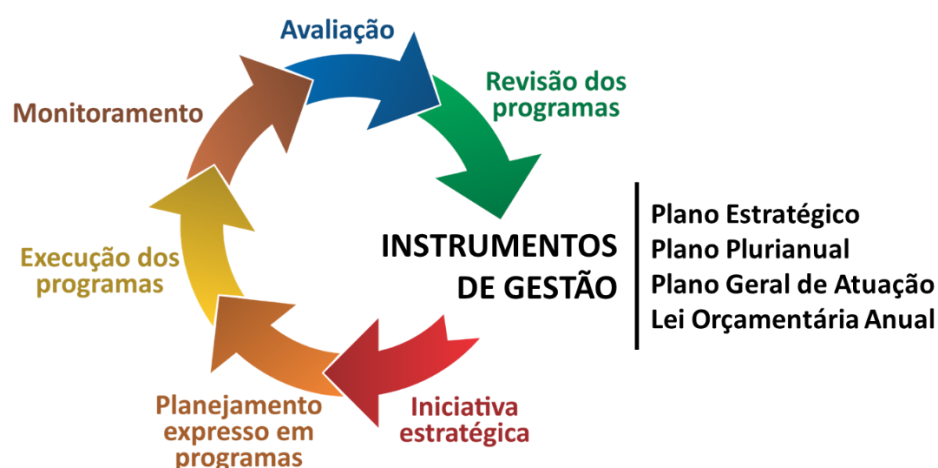 Avaliação
Revisão dos
programas
Monitoramento
INSTRUMENTOS
DE GESTÃO
Plano Estratégico
Plano Plurianual
Plano Geral de Atuação
Lei Orçamentária Anual
Execução dos
programas
Planejamento
expresso em
programas
Iniciativa
estratégica